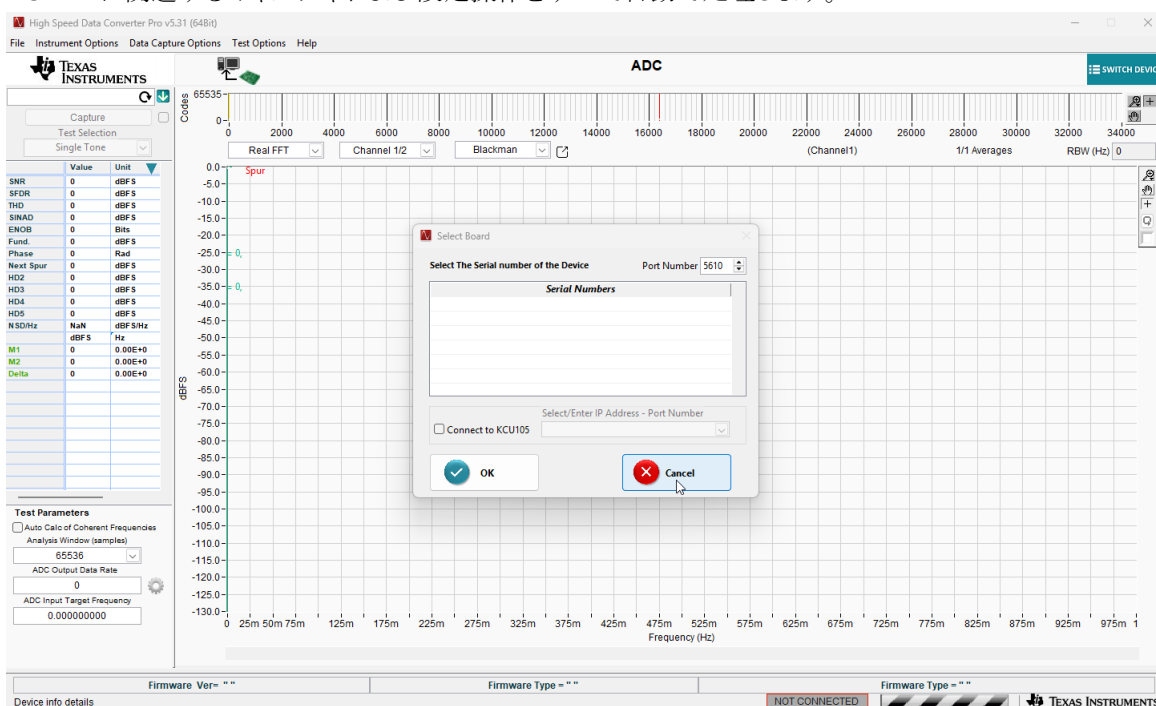 High Speed Data Converter Pro v5.31 (64Bit)
File Instrument Options Data Capture Options Test Options Help
TEXAS INSTRUMENTS
ADC
SWITCH DEVIC
Capture
Test Selection
Single Tone
Codes
65535
0
0 2000 4000 6000 8000 10000 12000 14000 16000 18000 20000 22000 24000 26000 28000 30000 32000 34000
Real FFT Channel 1/2 Blackman (Channel1) 1/1 Averages RBW (Hz) 0
Value Unit
SNR 0 dBFS
SFDR 0 dBFS
THD 0 dBFS
SINAD 0 dBFS
ENOB 0 Bits
Fund. 0 dBFS
Phase 0 Rad
Next Spur 0 dBFS
HD2 0 dBFS
HD3 0 dBFS
HD4 0 dBFS
HD5 0 dBFS
NSD/Hz NaN dBFS/Hz
dBFS Hz
M1 0 0.00E+0
M2 0 0.00E+0
Delta 0 0.00E+0
Test Parameters
Auto Calc of Coherent Frequencies
Analysis Window (samples)
65536
ADC Output Data Rate
0
ADC Input Target Frequency
0.000000000
Spur
dBFS
0.0
-5.0
-10.0
-15.0
-20.0
-25.0 = 0,
-30.0
-35.0 = 0,
-40.0
-45.0
-50.0
-55.0
-60.0
-65.0
-70.0
-75.0
-80.0
-85.0
-90.0
-95.0
-100.0
-105.0
-110.0
-115.0
-120.0
-125.0
-130.0
0 25m 50m 75m 125m 175m 225m 275m 325m 375m 425m 475m 525m 575m 625m 675m 725m 775m 825m 875m 925m 975m 1
Frequency (Hz)
Select Board
Select The Serial number of the Device Port Number 5610
Serial Numbers
Select/Enter IP Address - Port Number
Connect to KCU105
OK Cancel
Firmware Ver= " " Firmware Type = " " Firmware Type = " "
Device info details NOT CONNECTED TEXAS INSTRUMENTS